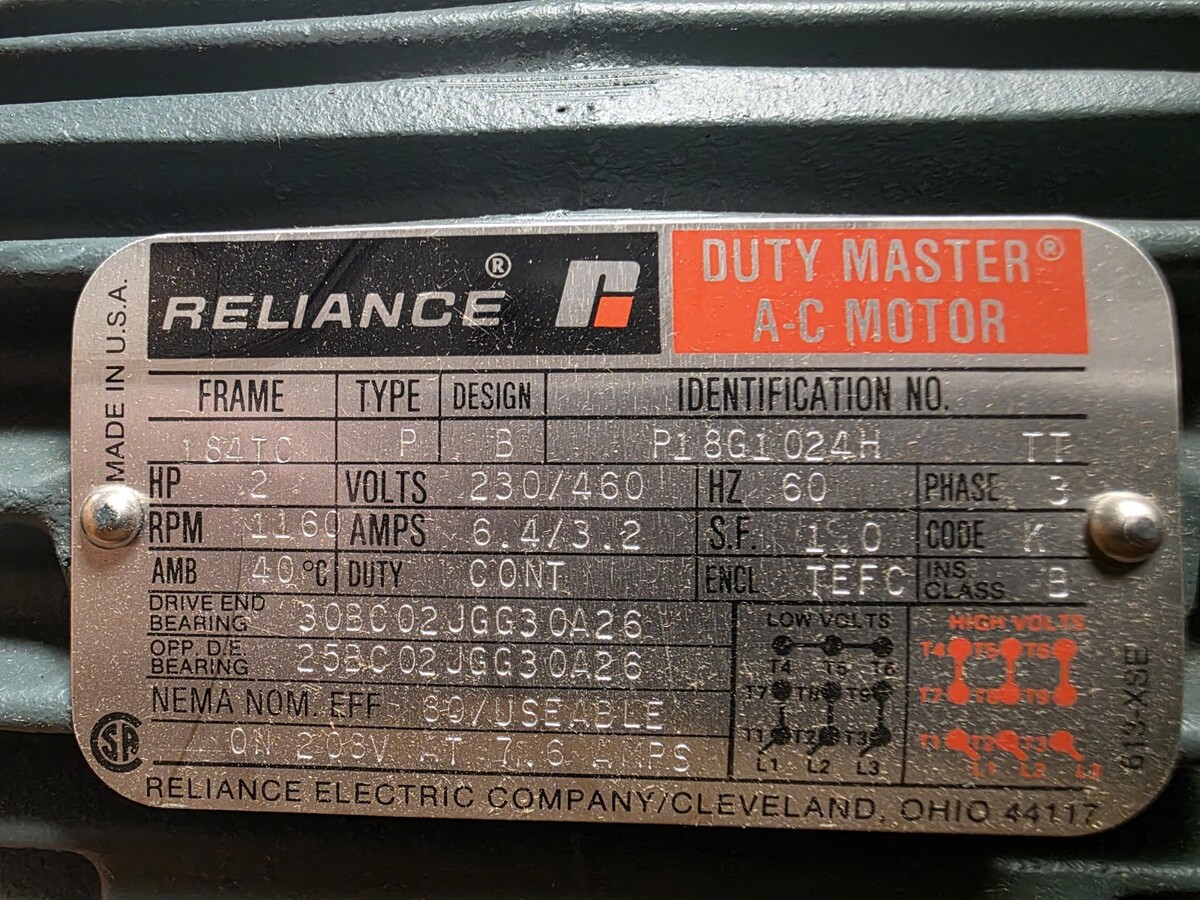 RELIANCE®
DUTY MASTER®
A-C MOTOR
MADE IN U.S.A.
FRAME TYPE DESIGN IDENTIFICATION NO.
184TC P B P18G1024H TT
HP 2 VOLTS 230/460 HZ 60 PHASE 3
RPM 1160 AMPS 6.4/3.2 S.F. 1.0 CODE K
AMB 40°C DUTY CONT ENCL TEFC INS CLASS B
DRIVE END BEARING 30BC02JGG30A26
OPP. D.E. BEARING 25BC02JGG30A26
NEMA NOM. EFF 80/USEABLE
ON 208V AT 7.6 AMPS
LOW VOLTS
T4 T5 T6
T7 T8 T9
T1 T2 T3
L1 L2 L3
HIGH VOLTS
T4 T5 T6
T7 T8 T9
T1 T2 T3
L1 L2 L3
613-XSE
SA
RELIANCE ELECTRIC COMPANY/CLEVELAND, OHIO 44117